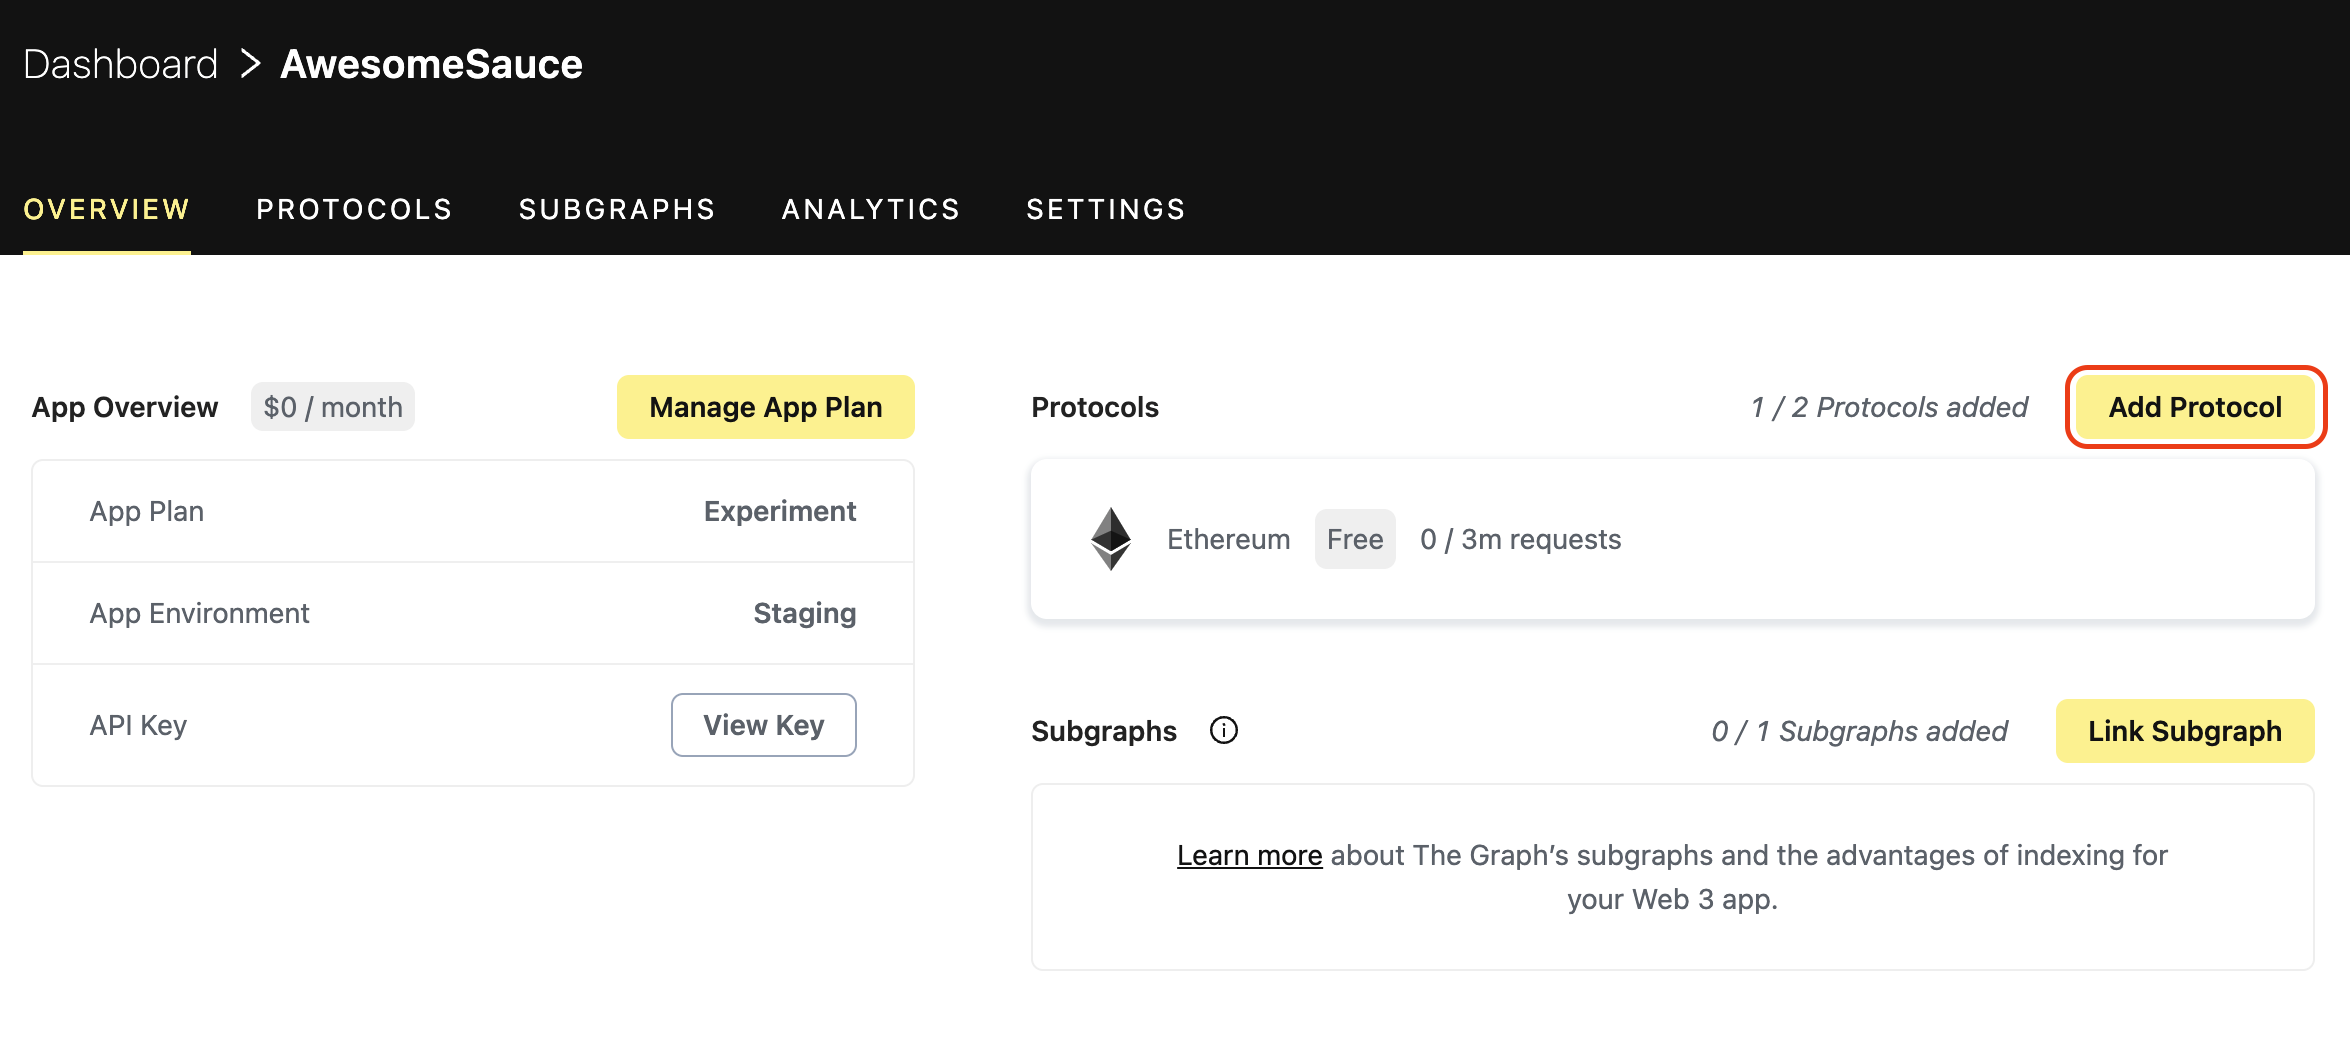 Dashboard > AwesomeSauce
OVERVIEW PROTOCOLS SUBGRAPHS ANALYTICS SETTINGS
App Overview $0 / month Manage App Plan
App Plan Experiment
App Environment Staging
API Key View Key
Protocols 1 / 2 Protocols added Add Protocol
Ethereum Free 0 / 3m requests
Subgraphs 0 / 1 Subgraphs added Link Subgraph
Learn more about The Graph’s subgraphs and the advantages of indexing for
your Web 3 app.